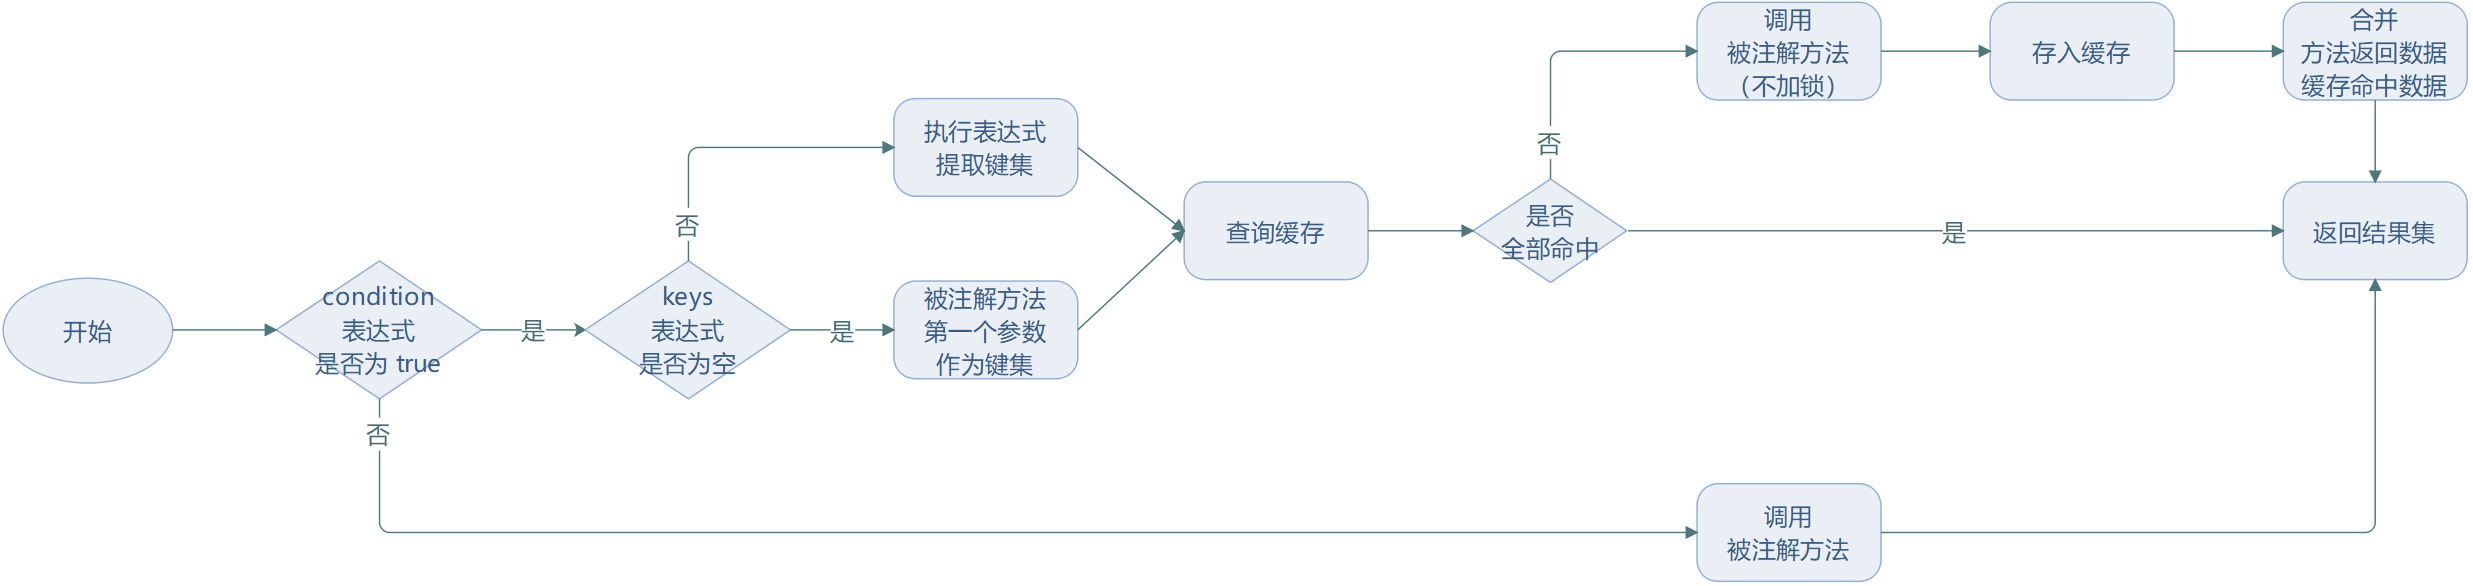 开始
condition
表达式
是否为 true
是
否
keys
表达式
是否为空
否
是
执行表达式
提取键集
被注解方法
第一个参数
作为键集
查询缓存
是否
全部命中
否
是
调用
被注解方法
（不加锁）
存入缓存
合并
方法返回数据
缓存命中数据
返回结果集
调用
被注解方法